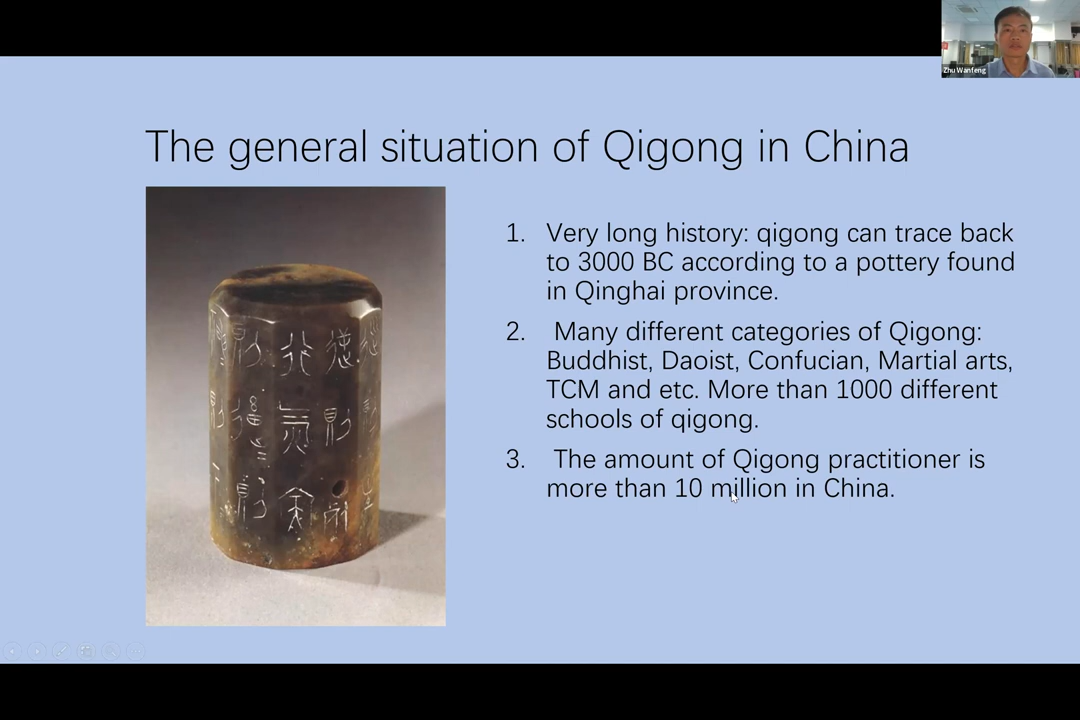 Zhu Wanfeng
The general situation of Qigong in China
1. Very long history: qigong can trace back
to 3000 BC according to a pottery found
in Qinghai province.
2. Many different categories of Qigong:
Buddhist, Daoist, Confucian, Martial arts,
TCM and etc. More than 1000 different
schools of qigong.
3. The amount of Qigong practitioner is
more than 10 million in China.